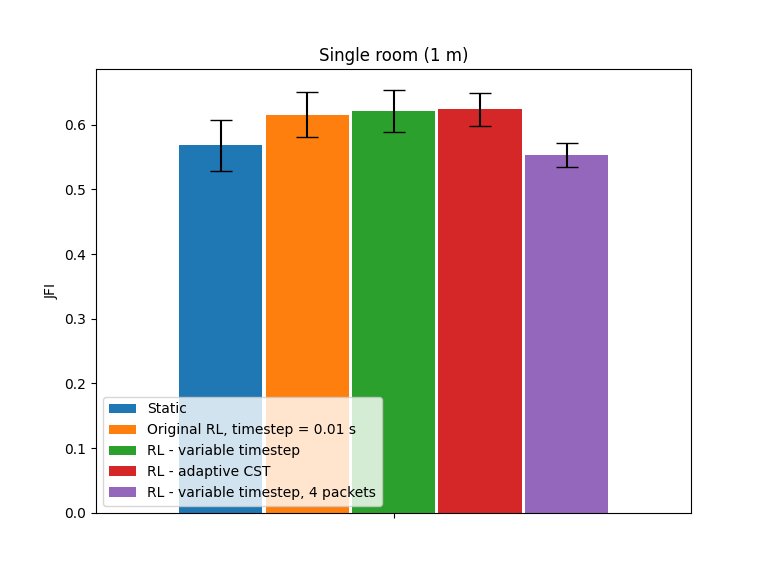 Single room (1 m)
JFI
0.6
0.5
0.4
0.3
0.2
0.1
0.0
Static
Original RL, timestep = 0.01 s
RL - variable timestep
RL - adaptive CST
RL - variable timestep, 4 packets